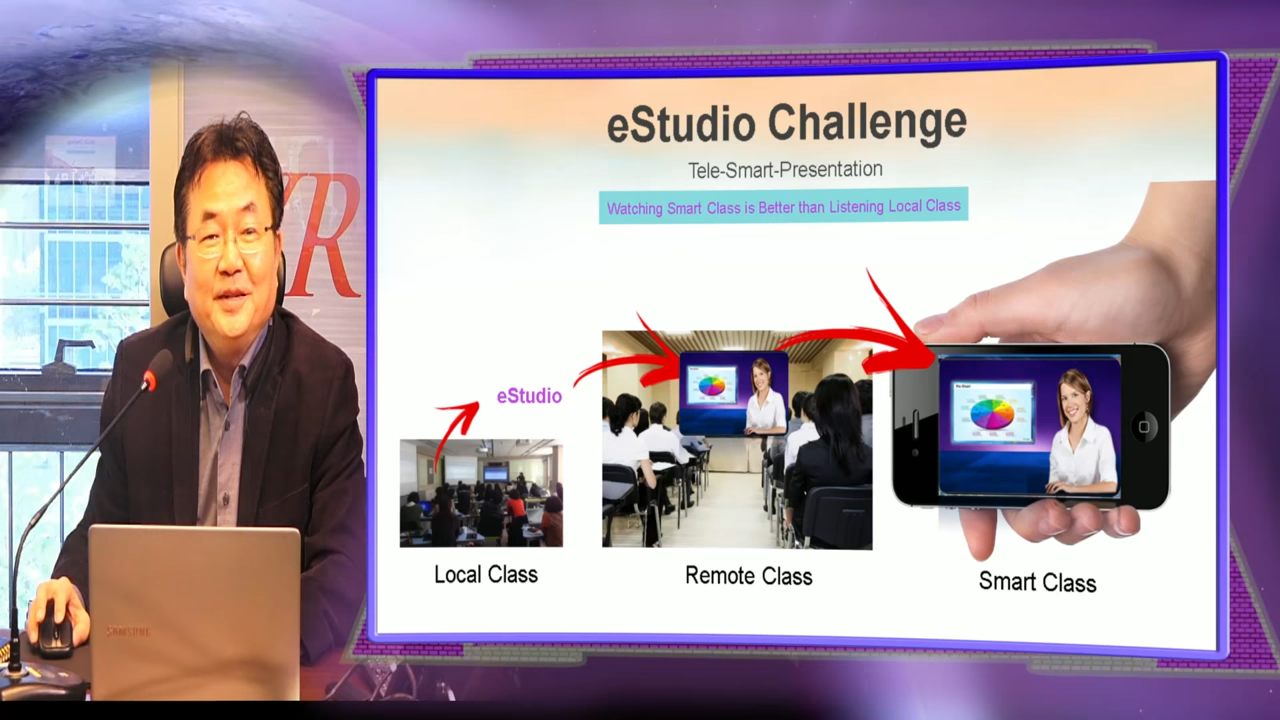 eStudio Challenge
Tele-Smart-Presentation
Watching Smart Class is Better than Listening Local Class
R
eStudio
Local Class
Remote Class
Smart Class
SAMSUNG